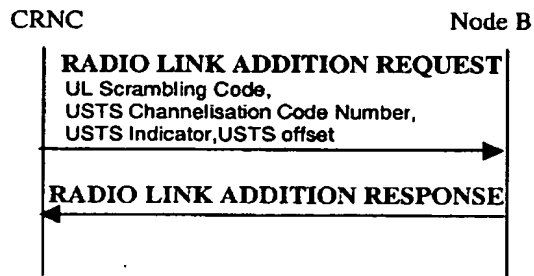 CRNC Node B
RADIO LINK ADDITION REQUEST
UL Scrambling Code,
USTS Channelisation Code Number,
USTS Indicator,USTS offset
RADIO LINK ADDITION RESPONSE